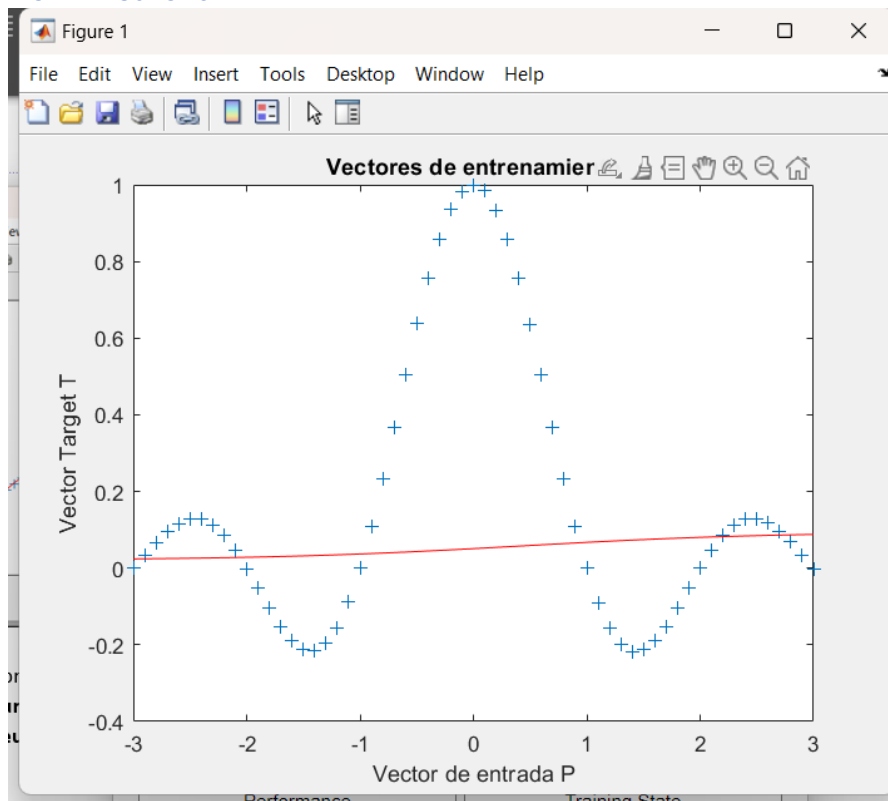 Figure 1
File Edit View Insert Tools Desktop Window Help
Vectores de
1
0.8
0.6
0.4
0.2
0
-0.2
-0.4
-3 -2 -1 0 1 2 3
Vector Target T
Vector de entrada P
Performance
Training State